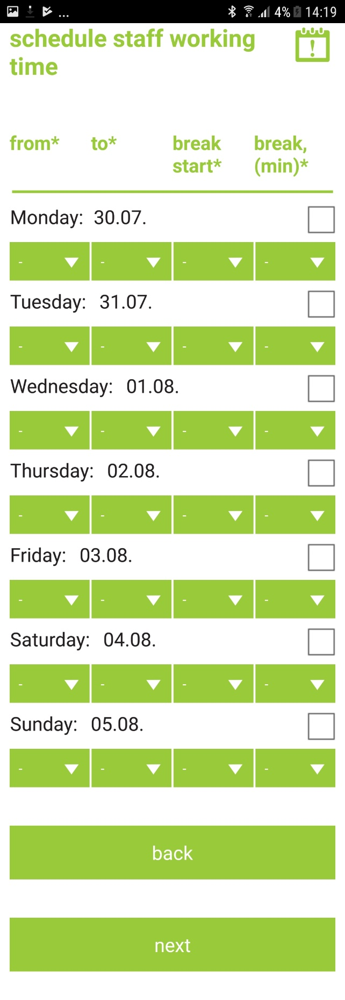 ... 4% 14:19
schedule staff working
time
from* to* break break,
start* (min)*
Monday: 30.07.
- - - -
Tuesday: 31.07.
- - - -
Wednesday: 01.08.
- - - -
Thursday: 02.08.
- - - -
Friday: 03.08.
- - - -
Saturday: 04.08.
- - - -
Sunday: 05.08.
- - - -
back
next